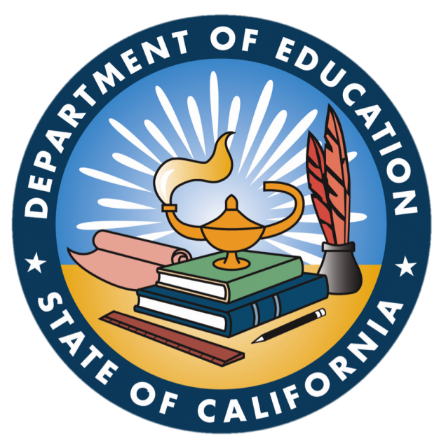 DEPARTMENT OF EDUCATION
STATE OF CALIFORNIA